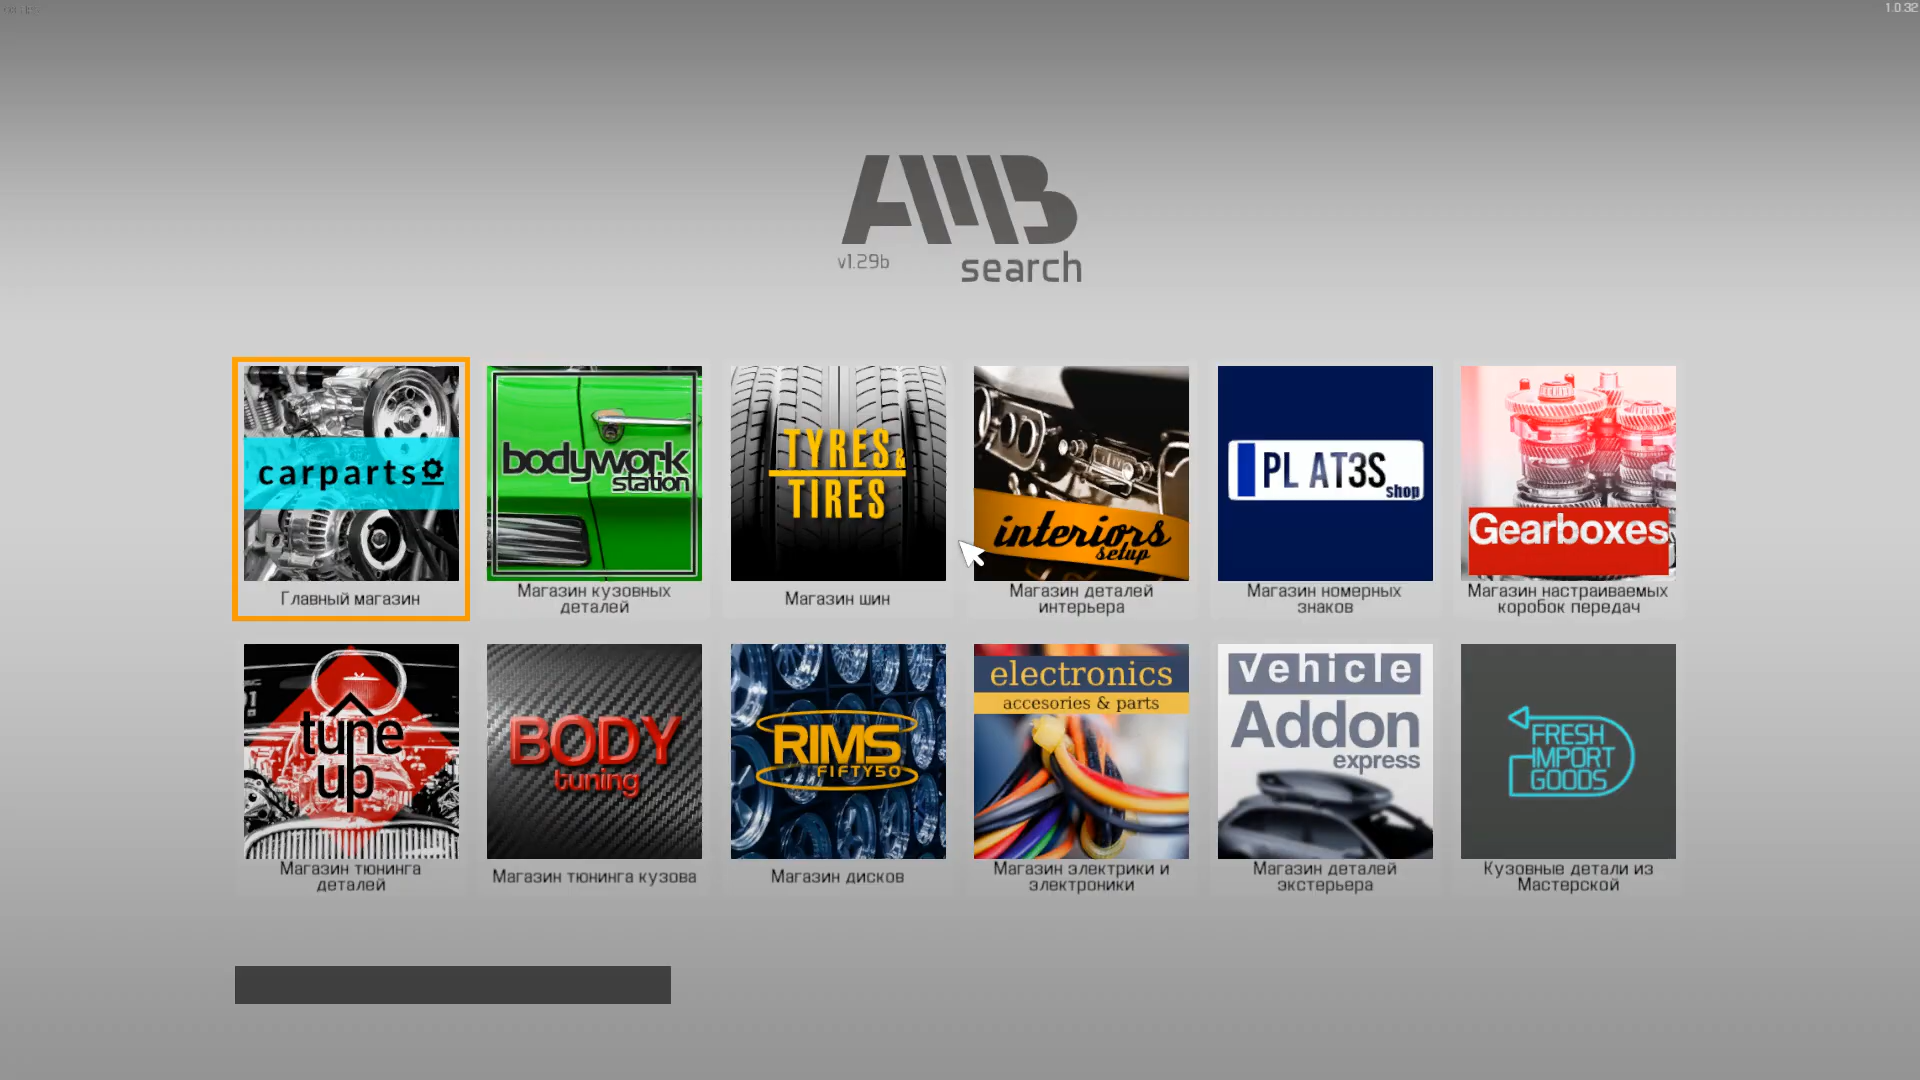 1.0.32
AMB
v1.29b
search
carparts
Главный магазин
bodywork
station
Магазин кузовных
деталей
TYRES &
TIRES
Магазин шин
interiors
setup
Магазин деталей
интерьера
PL AT3S
shop
Магазин номерных
знаков
Gearboxes
Магазин настраиваемых
коробок передач
tune
up
Магазин тюнинга
деталей
BODY
tuning
Магазин тюнинга кузова
RIMS
FIFTY50
Магазин дисков
electronics
accesories & parts
Магазин электрики и
электроники
vehicle
Addon
express
Магазин деталей
экстерьера
FRESH
IMPORT
GOODS
Кузовные детали из
Мастерской